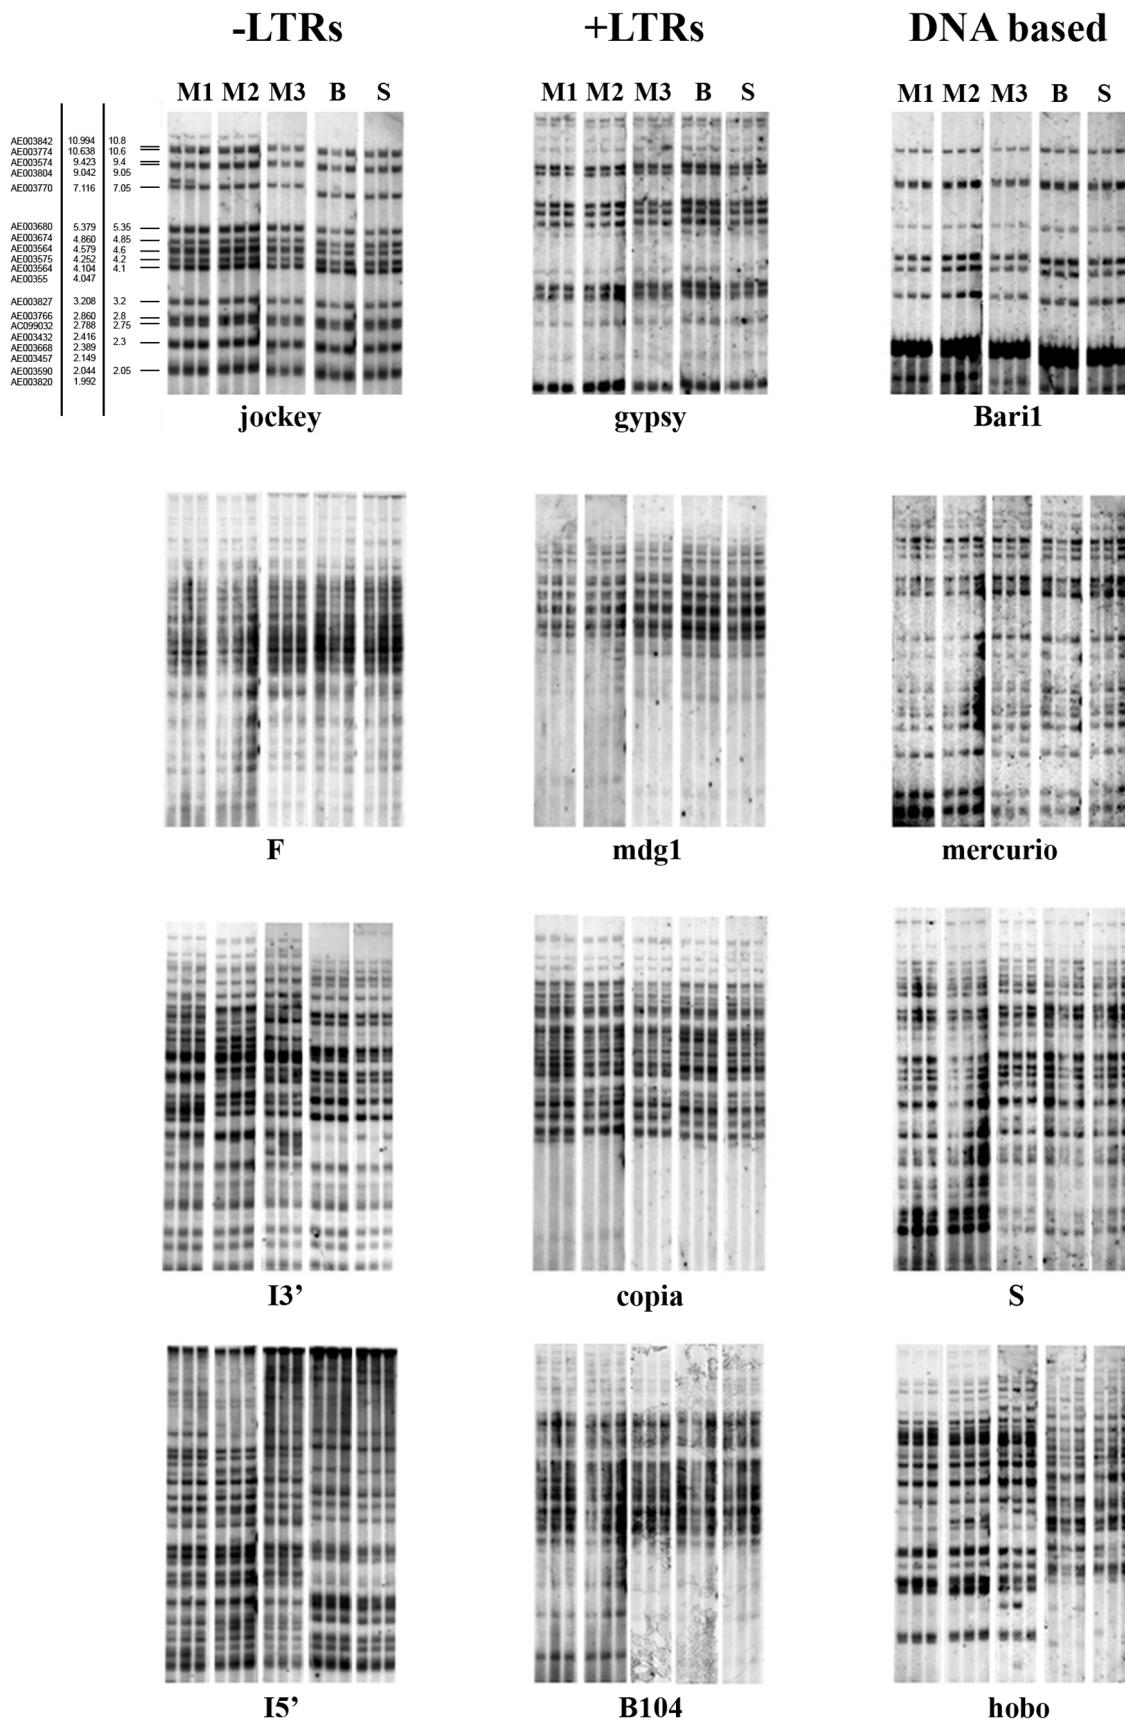 -LTRs +LTRs DNA based
M1 M2 M3 B S M1 M2 M3 B S M1 M2 M3 B S
AE003842 10.994 10.8
AE003774 10.638 10.6
AE003574 9.423 9.4
AE003804 9.042 9.05
AE003770 7.116 7.05
AE003680 5.379 5.35
AE003674 4.860 4.85
AE003564 4.579 4.6
AE003575 4.252 4.2
AE003564 4.104 4.1
AE00355 4.047
AE003827 3.208 3.2
AE003766 2.860 2.8
AC099032 2.788 2.75
AE003432 2.416
AE003668 2.389 2.3
AE003457 2.149
AE003590 2.044 2.05
AE003820 1.992
jockey gypsy Bari1
F mdg1 mercurio
I3’ copia S
I5’ B104 hobo